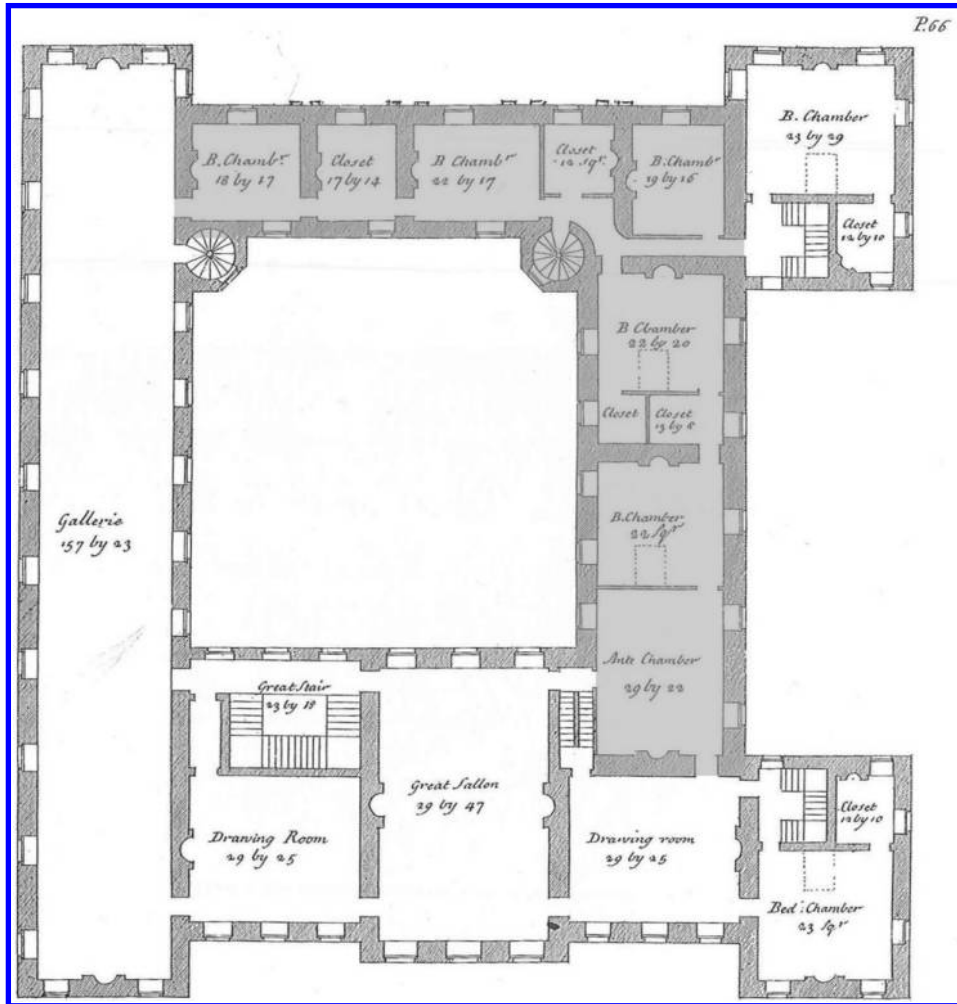 P.66
B. Chamber
23 by 29
B. Chambr
18 by 17
Closet
17 by 14
B Chambr
22 by 17
Closet
12 sqr.
B. Chambr
19 by 16
Closet
12 by 10
B Chamber
22 by 20
Closet
Closet
13 by 8
B. Chamber
22 Sqr
Gallerie
157 by 23
Ante Chamber
29 by 22
Great Stair
23 by 18
Great Sallon
29 by 47
Drawing Room
29 by 25
Drawing room
29 by 25
Closet
12 by 10
Bed: Chamber
23 Sqr